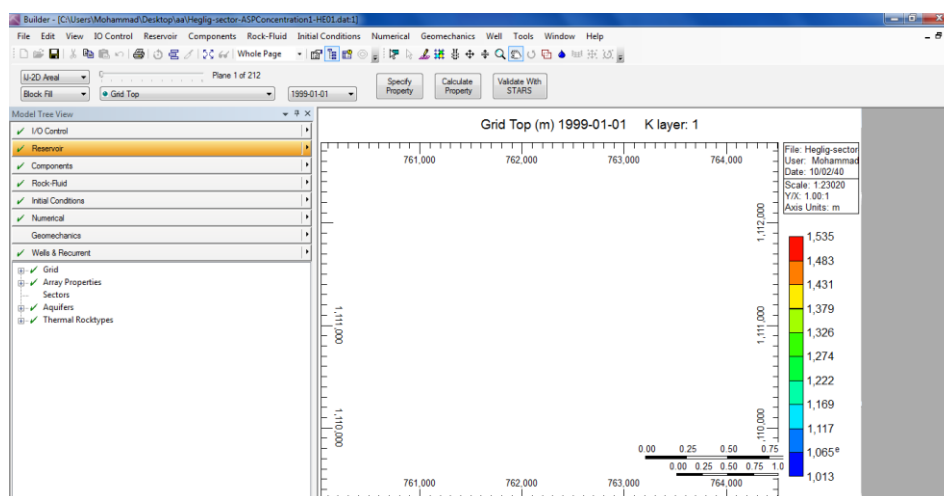 Builder - [C:\Users\Mohammad\Desktop\aa\Heglig-sector-ASPConcentration1-HE01.dat:1]
File Edit View IO Control Reservoir Components Rock-Fluid Initial Conditions Numerical Geomechanics Well Tools Window Help
Whole Page
IJ-2D Areal Plane 1 of 212 Specify Property Calculate Property Validate With STARS
Block Fill Grid Top 1999-01-01
Model Tree View
I/O Control
Reservoir
Components
Rock-Fluid
Initial Conditions
Numerical
Geomechanics
Wells & Recurrent
Grid
Array Properties
Sectors
Aquifers
Thermal Rocktypes
Grid Top (m) 1999-01-01 K layer: 1
761,000 762,000 763,000 764,000
1,112,000
1,111,000 1,111,000
1,110,000 1,110,000
0.00 0.25 0.50 0.75
0.00 0.25 0.50 0.75 1.0
761,000 762,000 763,000 764,000
File: Heglig-sector
User: Mohammad
Date: 10/02/40
Scale: 1:23020
Y/X: 1.00:1
Axis Units: m
1,535
1,483
1,431
1,379
1,326
1,274
1,222
1,169
1,117
1,065e
1,013